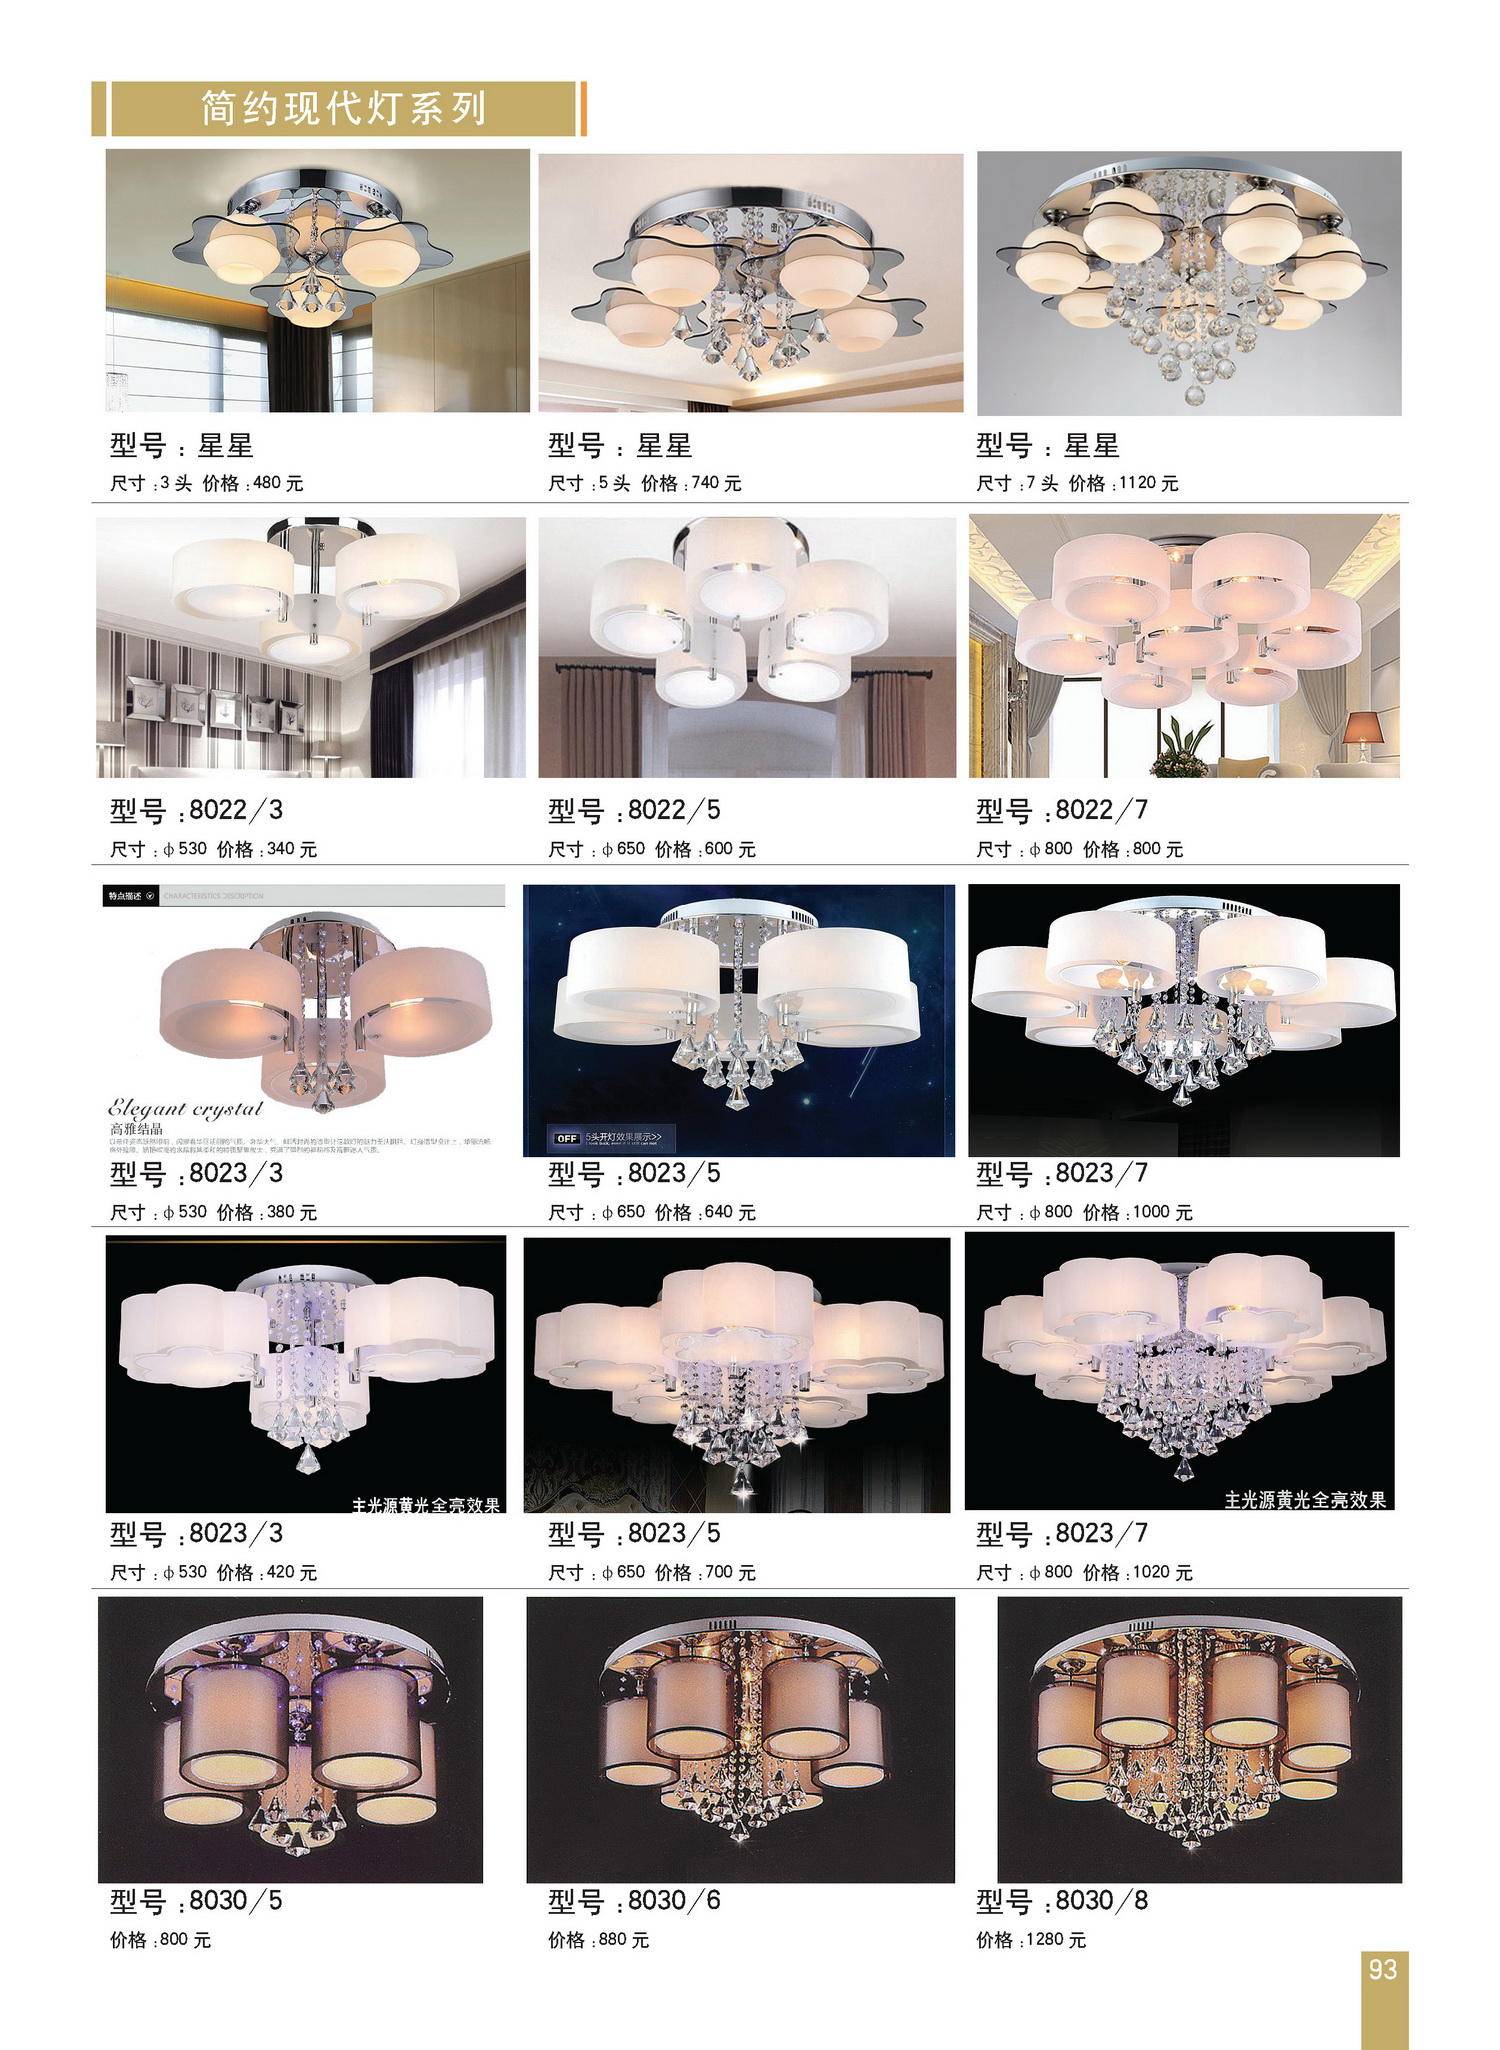 简约现代灯系列
型号：星星
尺寸：3头 价格：480元
型号：星星
尺寸：5头 价格：740元
型号：星星
尺寸：7头 价格：1120元
型号：8022/3
尺寸：φ530 价格：340元
型号：8022/5
尺寸：φ650 价格：600元
型号：8022/7
尺寸：φ800 价格：800元
特点描述 CHARACTERISTICS DESCRIPTION
Elegant crystal
高雅结晶
OFF 5头开灯效果展示>>
型号：8023/3
尺寸：φ530 价格：380元
型号：8023/5
尺寸：φ650 价格：640元
型号：8023/7
尺寸：φ800 价格：1000元
主光源黄光全亮效果
主光源黄光全亮效果
型号：8023/3
尺寸：φ530 价格：420元
型号：8023/5
尺寸：φ650 价格：700元
型号：8023/7
尺寸：φ800 价格：1020元
型号：8030/5
价格：800元
型号：8030/6
价格：880元
型号：8030/8
价格：1280元
93